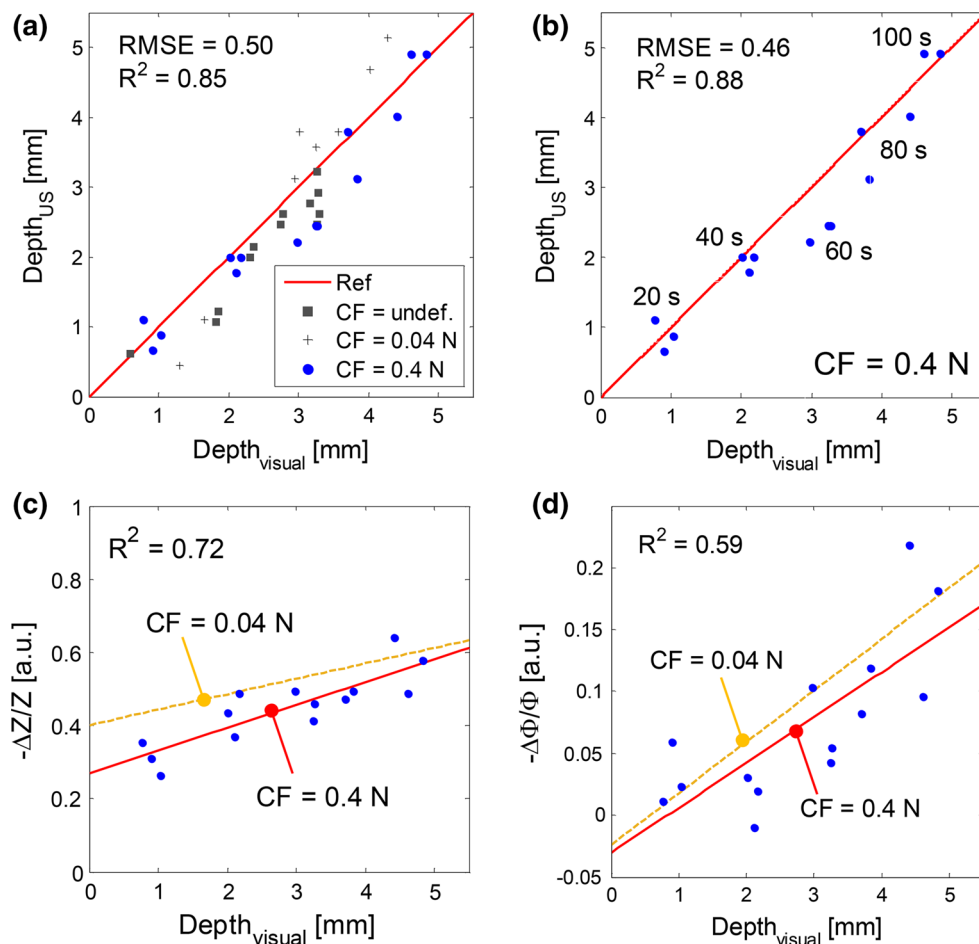 (a)
RMSE = 0.50
R² = 0.85
Depth_US [mm]
5
4
3
2
1
0
Ref
CF = undef.
CF = 0.04 N
CF = 0.4 N
0 1 2 3 4 5
Depth_visual [mm]
(b)
RMSE = 0.46
R² = 0.88
100 s
80 s
60 s
40 s
20 s
CF = 0.4 N
Depth_US [mm]
5
4
3
2
1
0
0 1 2 3 4 5
Depth_visual [mm]
(c)
R² = 0.72
CF = 0.04 N
CF = 0.4 N
-ΔZ/Z [a.u.]
1
0.8
0.6
0.4
0.2
0
0 1 2 3 4 5
Depth_visual [mm]
(d)
R² = 0.59
CF = 0.04 N
CF = 0.4 N
-ΔΦ/Φ [a.u.]
0.2
0.15
0.1
0.05
0
-0.05
0 1 2 3 4 5
Depth_visual [mm]